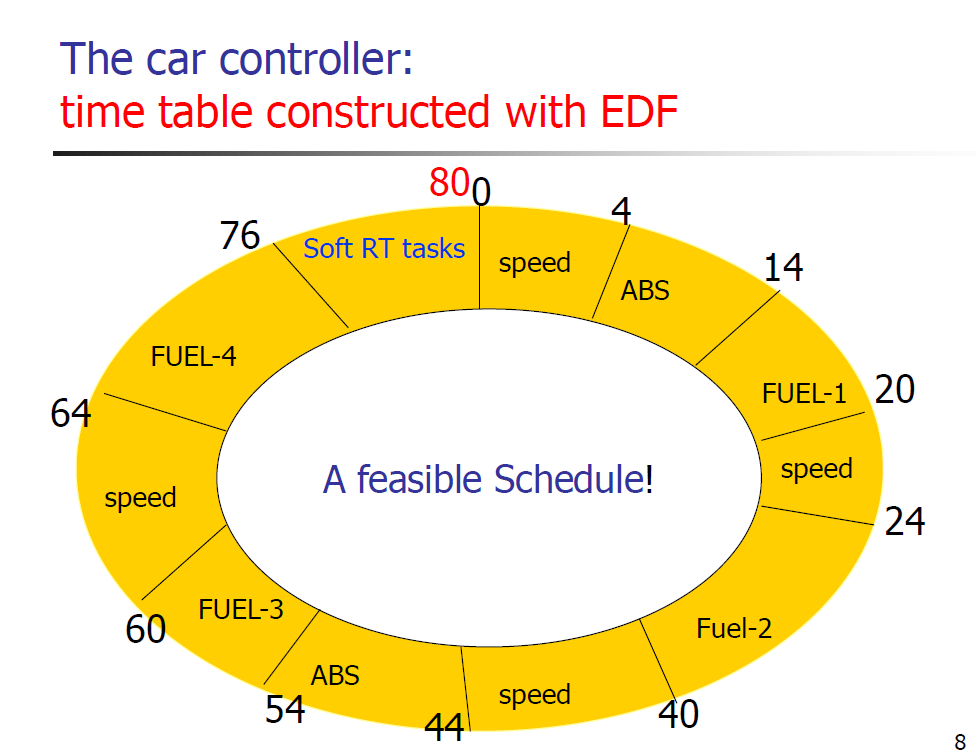 The car controller:
time table constructed with EDF
80
0
4
14
20
24
40
44
54
60
64
76
Soft RT tasks
speed
ABS
FUEL-1
speed
Fuel-2
speed
ABS
FUEL-3
speed
FUEL-4
A feasible Schedule!
8